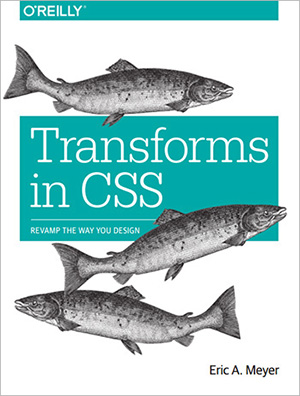 O'REILLY®
Transforms
in CSS
REVAMP THE WAY YOU DESIGN
Eric A. Meyer